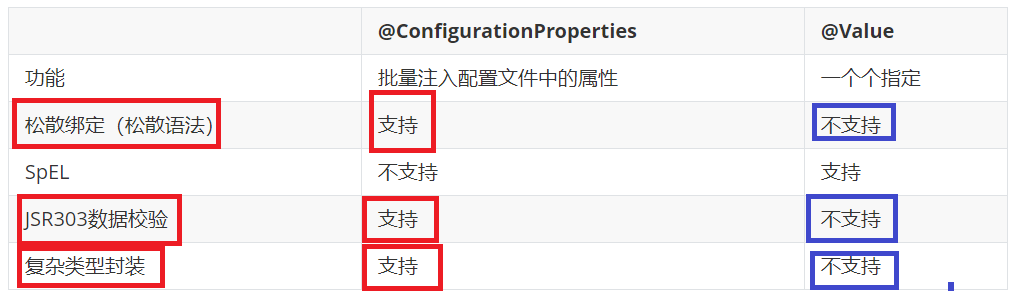 @ConfigurationProperties @Value
功能 批量注入配置文件中的属性 一个个指定
松散绑定（松散语法） 支持 不支持
SpEL 不支持 支持
JSR303数据校验 支持 不支持
复杂类型封装 支持 不支持